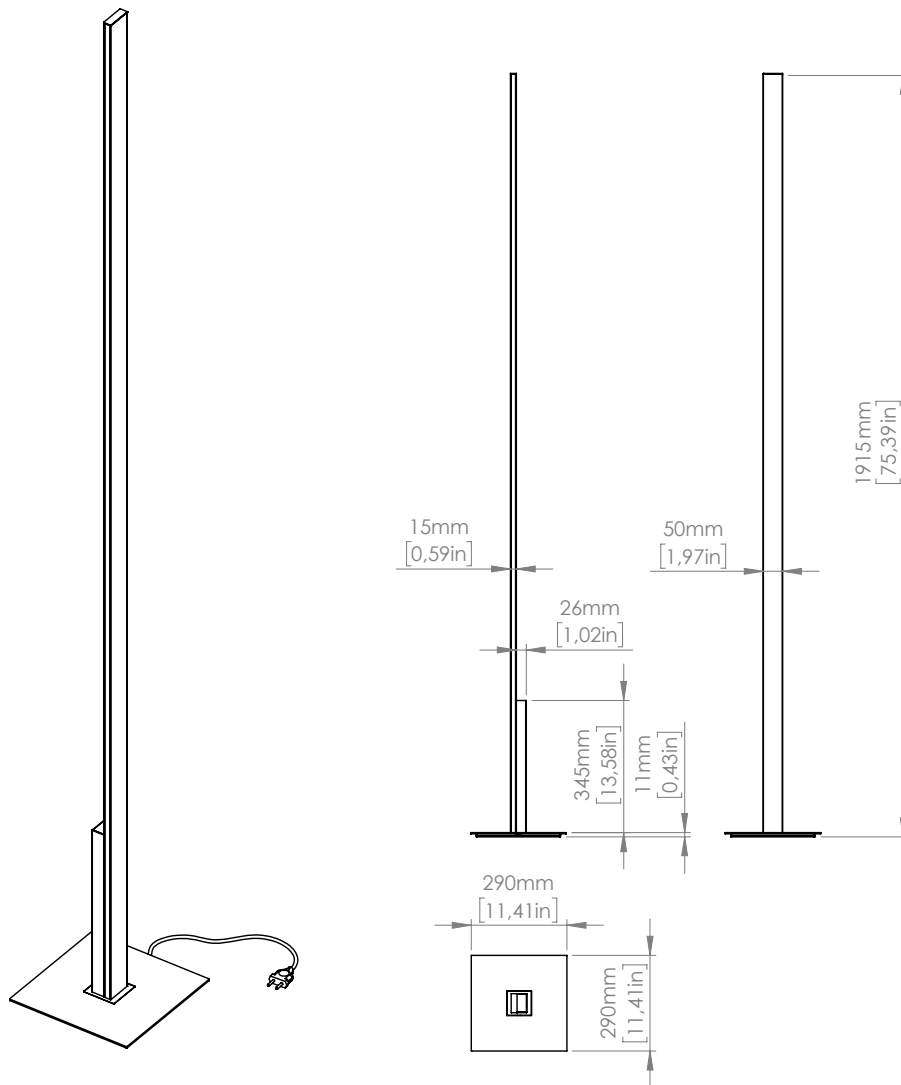 1915mm
[75,39in]
15mm
[0,59in]
50mm
[1,97in]
26mm
[1,02in]
345mm
[13,58in]
11mm
[0,43in]
290mm
[11,41in]
290mm
[11,41in]